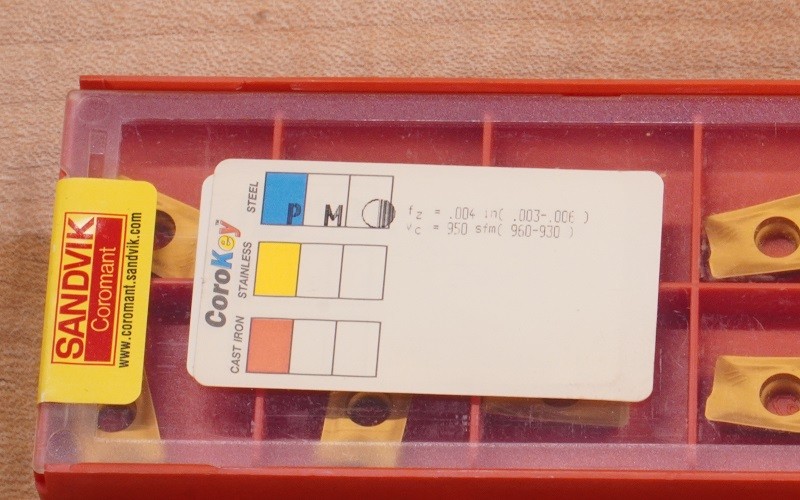 SANDVIK
Coromant
www.coromant.sandvik.com
CoroKey
STEEL
P M
fz = .004 in( .003-.006 )
vc = 950 sfm( 960-930 )
STAINLESS
CAST IRON